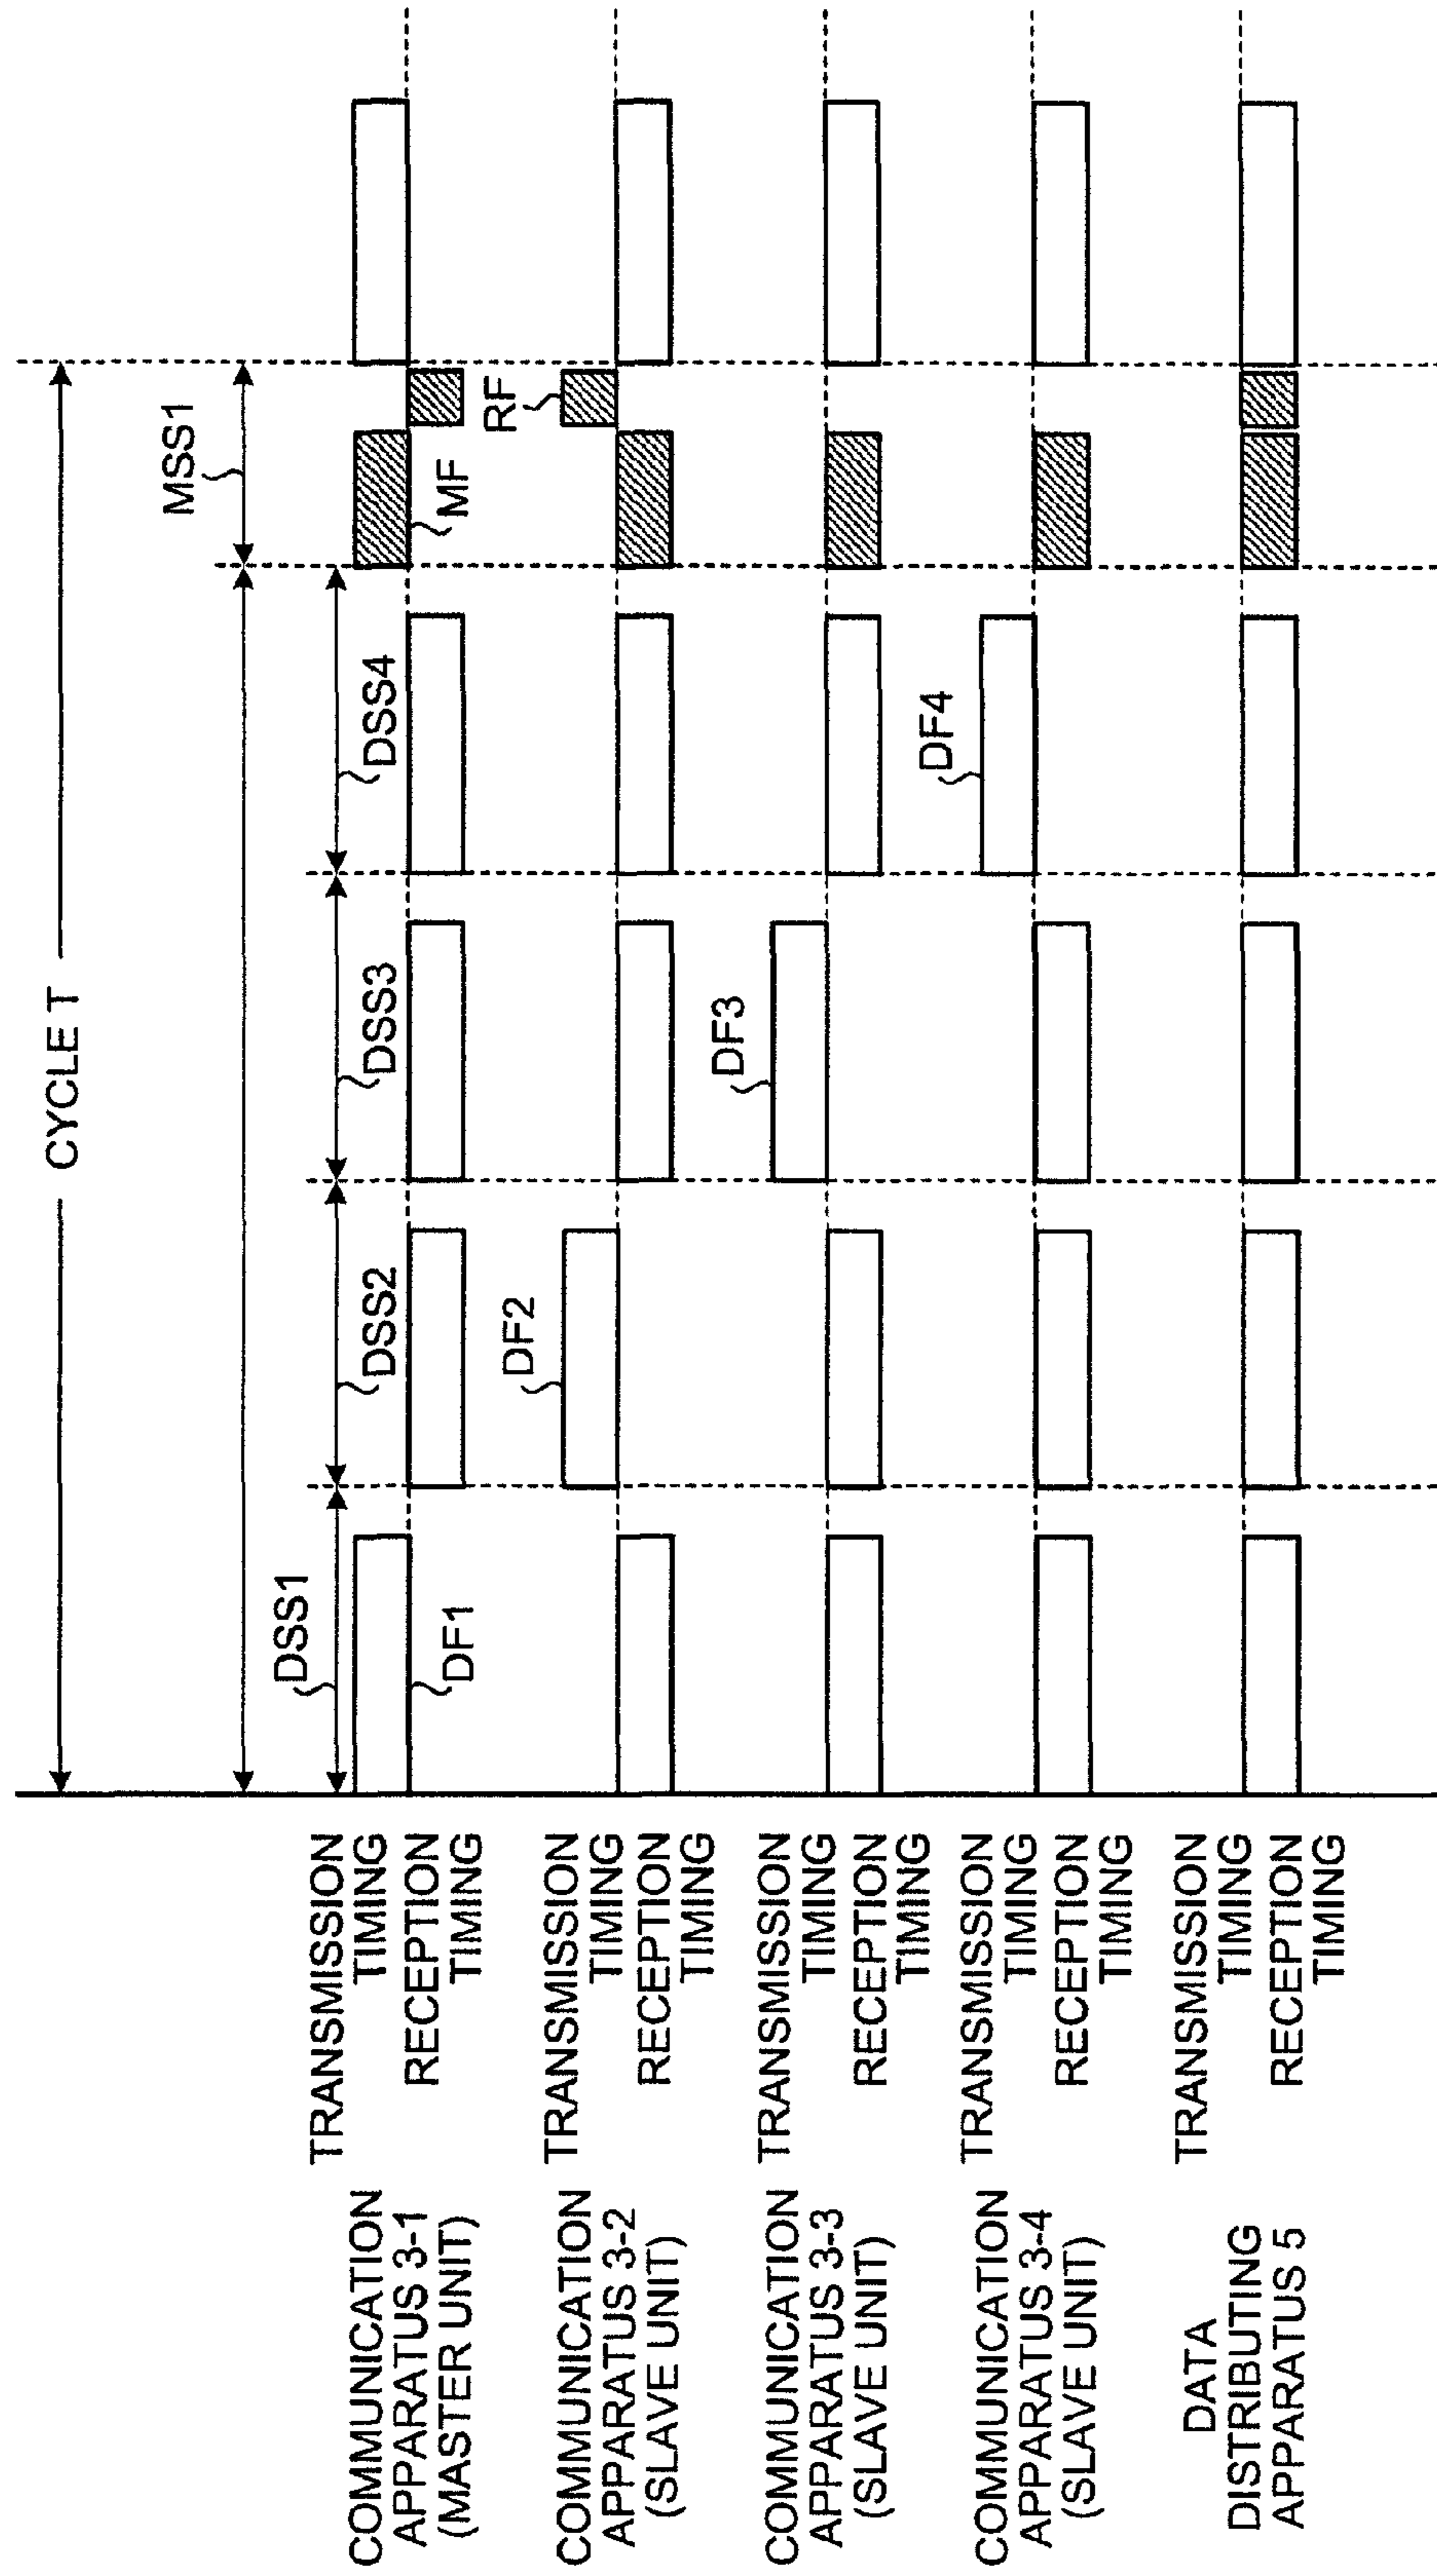 CYCLE T
MSS1
DSS1
DSS2
DSS3
DSS4
COMMUNICATION
APPARATUS 3-1
(MASTER UNIT)
TRANSMISSION
TIMING
RECEPTION
TIMING
DF1
MF
RF
COMMUNICATION
APPARATUS 3-2
(SLAVE UNIT)
TRANSMISSION
TIMING
RECEPTION
TIMING
DF2
COMMUNICATION
APPARATUS 3-3
(SLAVE UNIT)
TRANSMISSION
TIMING
RECEPTION
TIMING
DF3
COMMUNICATION
APPARATUS 3-4
(SLAVE UNIT)
TRANSMISSION
TIMING
RECEPTION
TIMING
DF4
DATA
DISTRIBUTING
APPARATUS 5
TRANSMISSION
TIMING
RECEPTION
TIMING